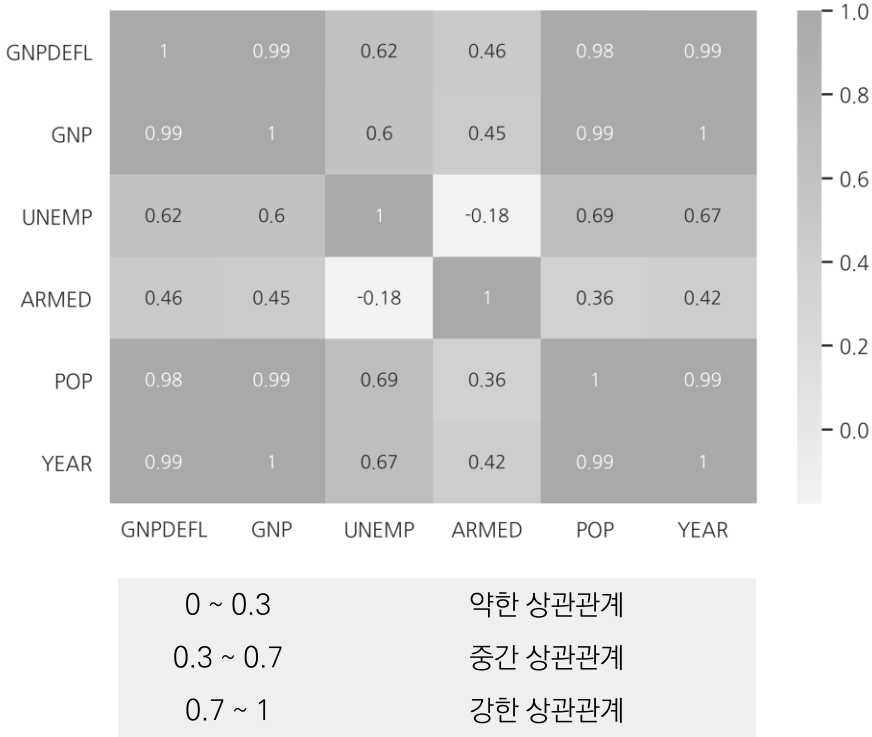 GNPDEFL 1 0.99 0.62 0.46 0.98 0.99 1.0
0.8
GNP 0.99 1 0.6 0.45 0.99 1
0.6
UNEMP 0.62 0.6 1 -0.18 0.69 0.67
0.4
ARMED 0.46 0.45 -0.18 1 0.36 0.42
0.2
POP 0.98 0.99 0.69 0.36 1 0.99
0.0
YEAR 0.99 1 0.67 0.42 0.99 1
GNPDEFL GNP UNEMP ARMED POP YEAR
0 ~ 0.3 약한 상관관계
0.3 ~ 0.7 중간 상관관계
0.7 ~ 1 강한 상관관계